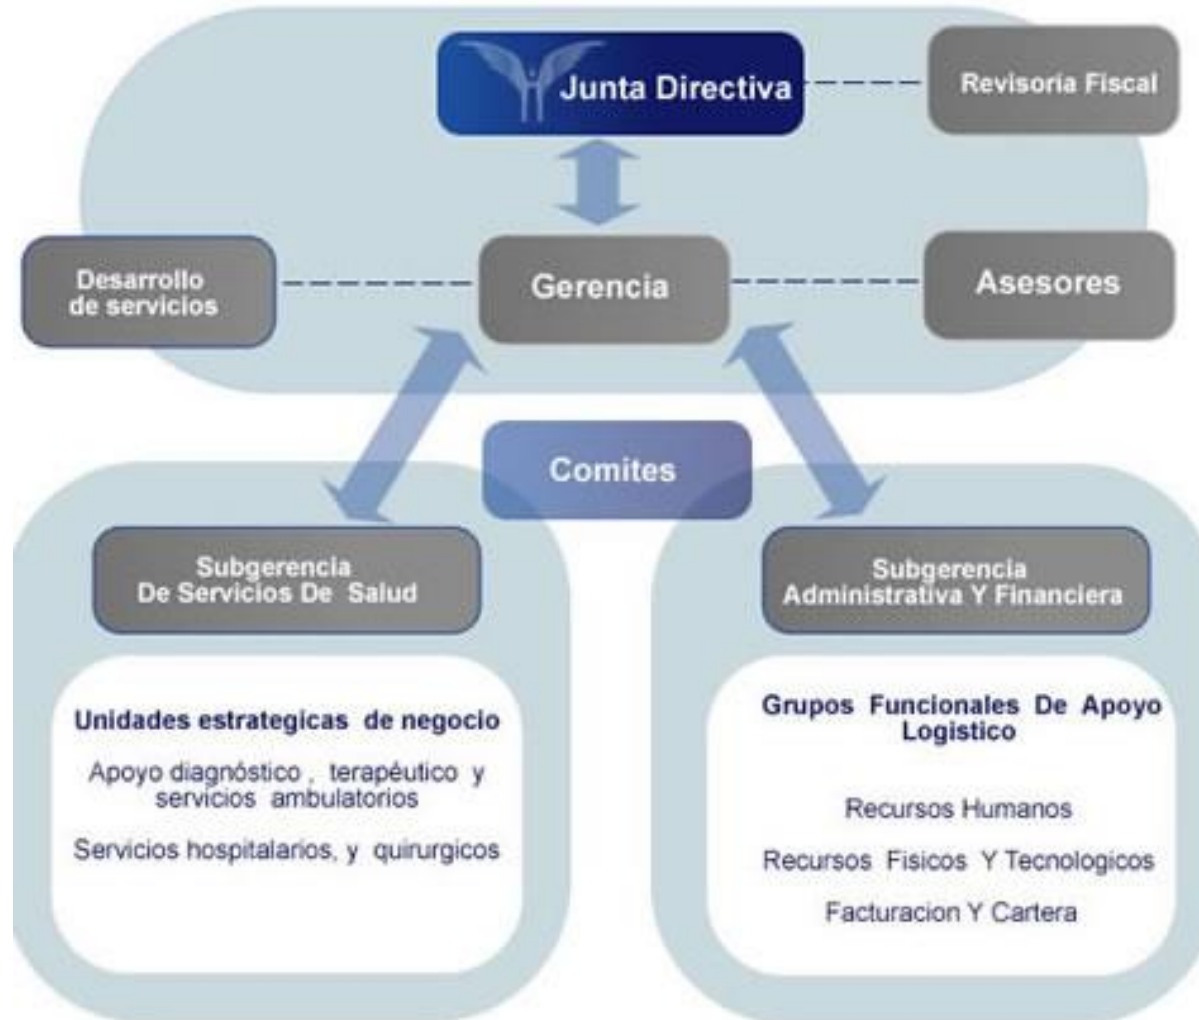 Junta Directiva
Revisoria Fiscal
Desarrollo
de servicios
Gerencia
Asesores
Comites
Subgerencia
De Servicios De Salud
Subgerencia
Administrativa Y Financiera
Unidades estrategicas de negocio
Apoyo diagnóstico , terapéutico y
servicios ambulatorios
Servicios hospitalarios, y quirurgicos
Grupos Funcionales De Apoyo
Logistico
Recursos Humanos
Recursos Fisicos Y Tecnologicos
Facturacion Y Cartera